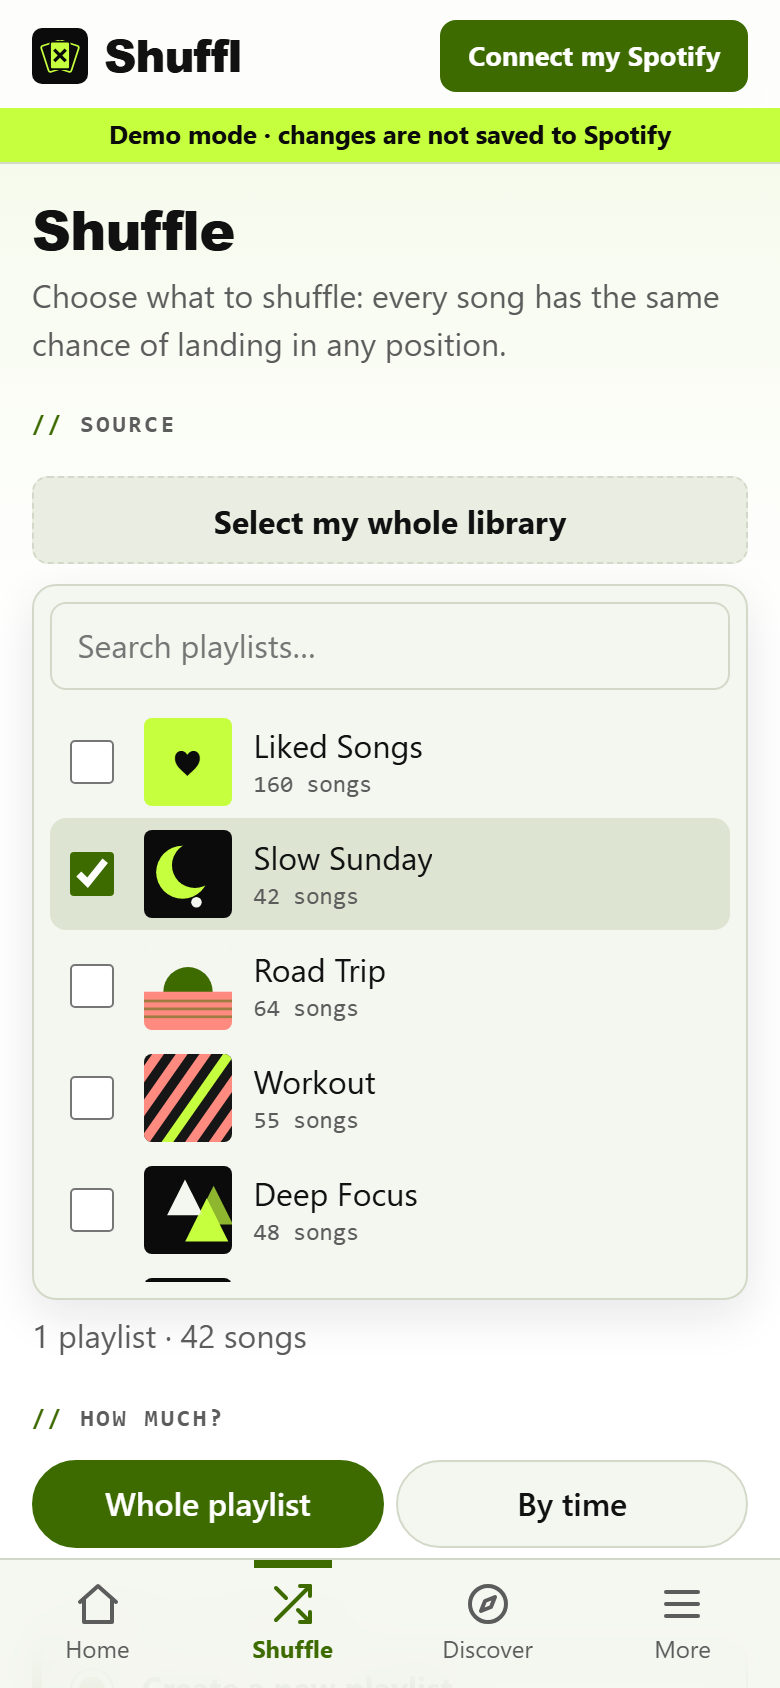 Shuffl
Connect my Spotify
Demo mode · changes are not saved to Spotify
Shuffle
Choose what to shuffle: every song has the same
chance of landing in any position.
// SOURCE
Select my whole library
Search playlists...
Liked Songs
160 songs
Slow Sunday
42 songs
Road Trip
64 songs
Workout
55 songs
Deep Focus
48 songs
1 playlist · 42 songs
// HOW MUCH?
Whole playlist
By time
Home
Shuffle
Discover
More
Create a new playlist